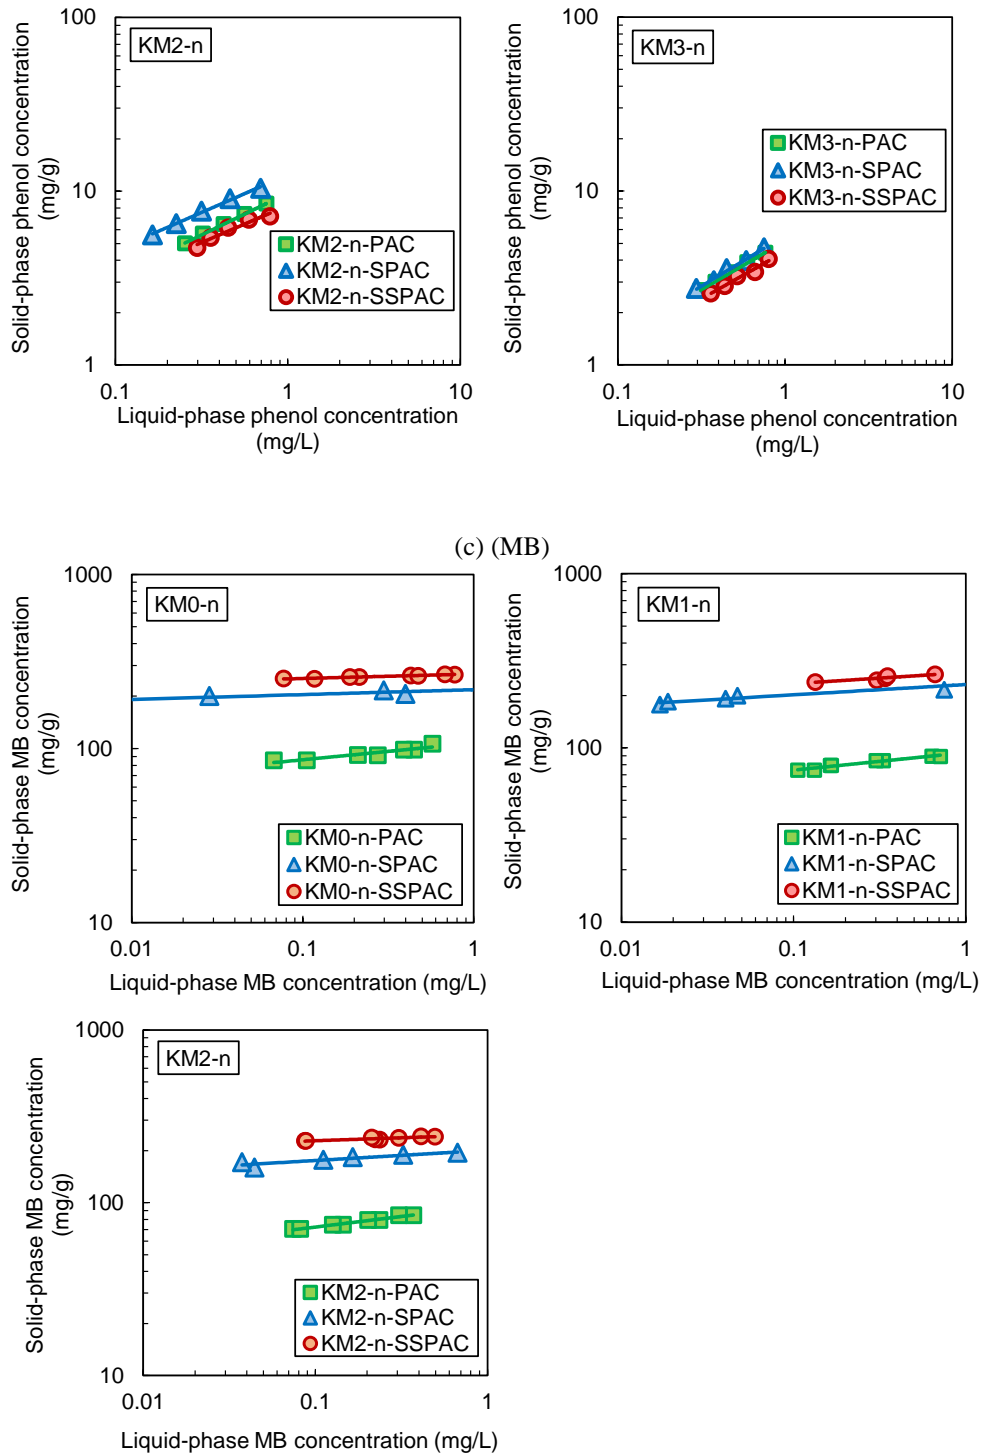 Solid-phase phenol concentration
(mg/g)
100
10
1
KM2-n
KM2-n-PAC
KM2-n-SPAC
KM2-n-SSPAC
0.1
1
10
Liquid-phase phenol concentration
(mg/L)
Solid-phase phenol concentration
(mg/g)
100
10
1
KM3-n
KM3-n-PAC
KM3-n-SPAC
KM3-n-SSPAC
0.1
1
10
Liquid-phase phenol concentration
(mg/L)
(c) (MB)
Solid-phase MB concentration
(mg/g)
1000
100
10
KM0-n
KM0-n-PAC
KM0-n-SPAC
KM0-n-SSPAC
0.01
0.1
1
Liquid-phase MB concentration (mg/L)
Solid-phase MB concentration
(mg/g)
1000
100
10
KM1-n
KM1-n-PAC
KM1-n-SPAC
KM1-n-SSPAC
0.01
0.1
1
Liquid-phase MB concentration (mg/L)
Solid-phase MB concentration
(mg/g)
1000
100
10
KM2-n
KM2-n-PAC
KM2-n-SPAC
KM2-n-SSPAC
0.01
0.1
1
Liquid-phase MB concentration (mg/L)